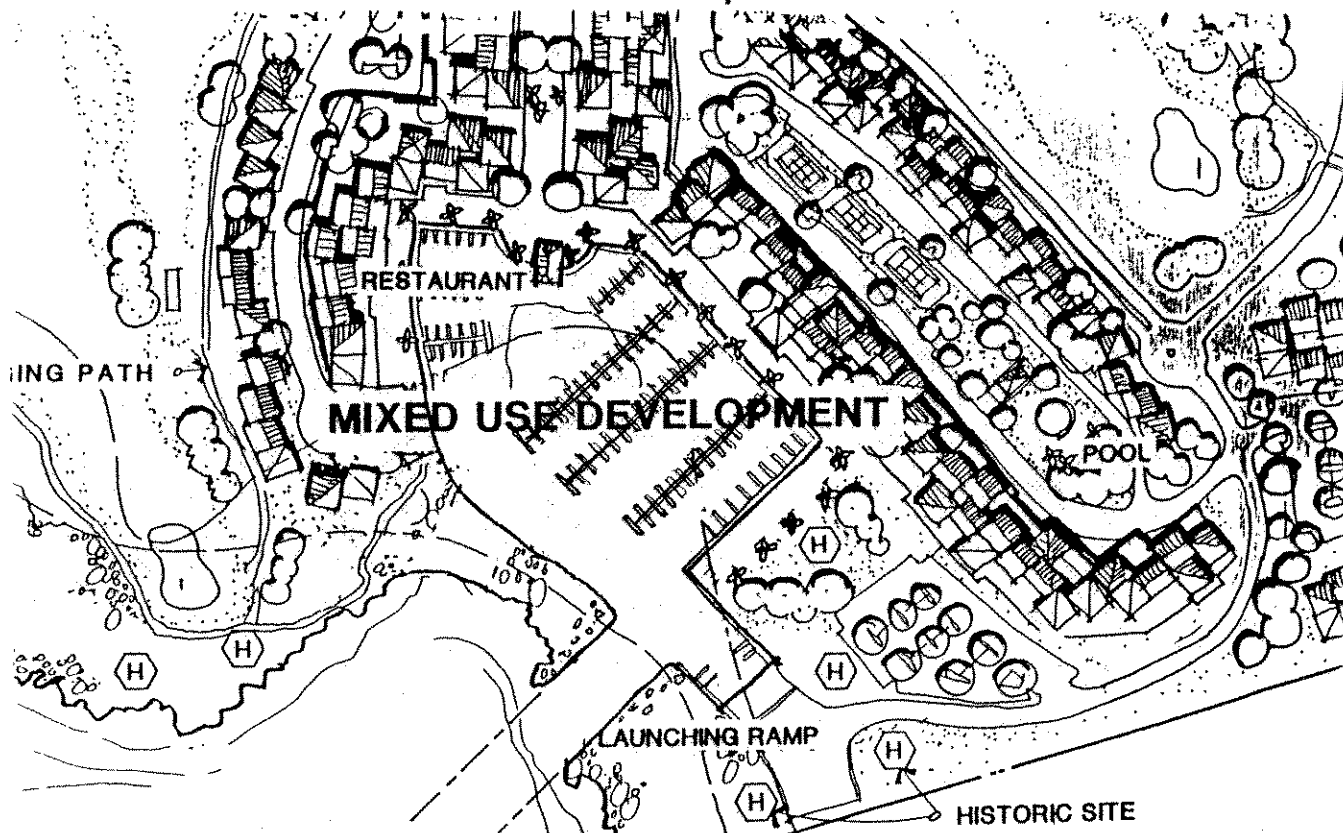 RESTAURANT
ING PATH
MIXED USE DEVELOPMENT
POOL
H
H
H
H
LAUNCHING RAMP
H
H
HISTORIC SITE